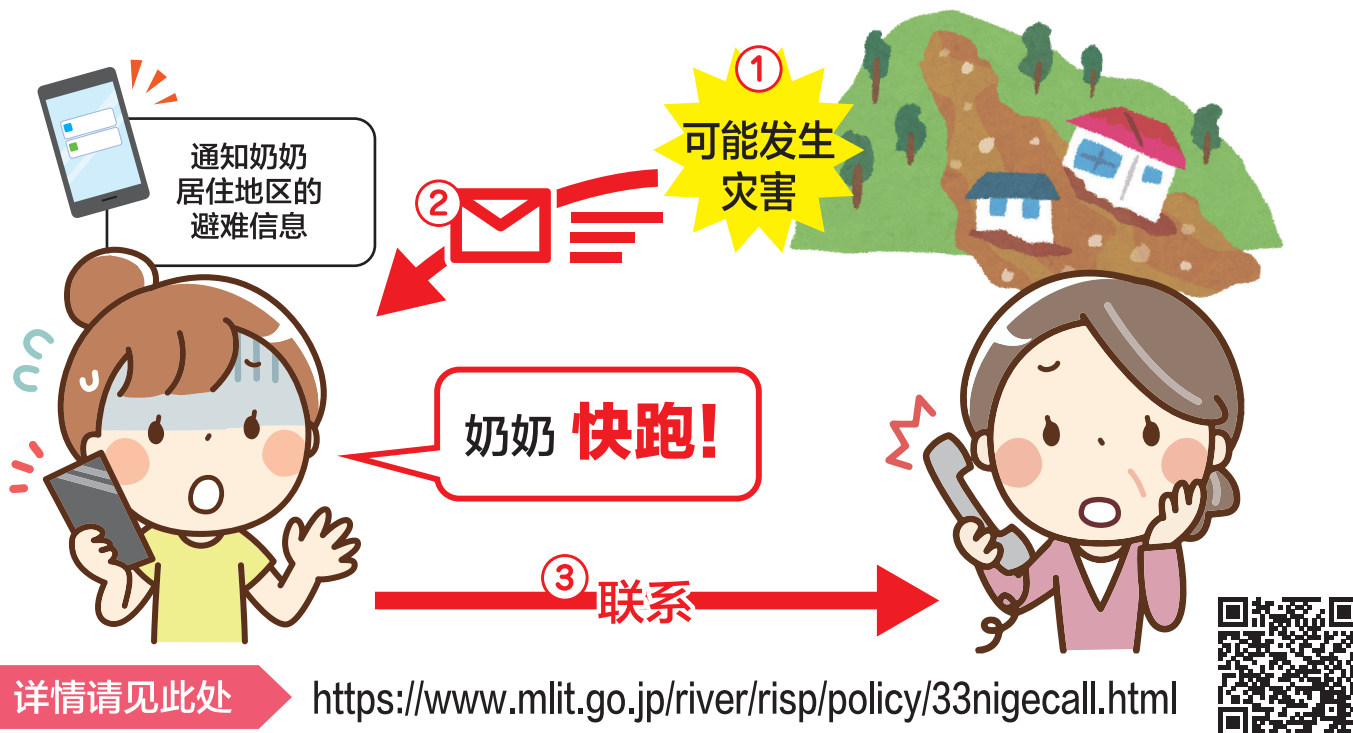 ①
可能发生
灾害
②
通知奶奶
居住地区的
避难信息
奶奶 快跑!
③ 联系
详情请见此处
https://www.mlit.go.jp/river/risp/policy/33nigecall.html